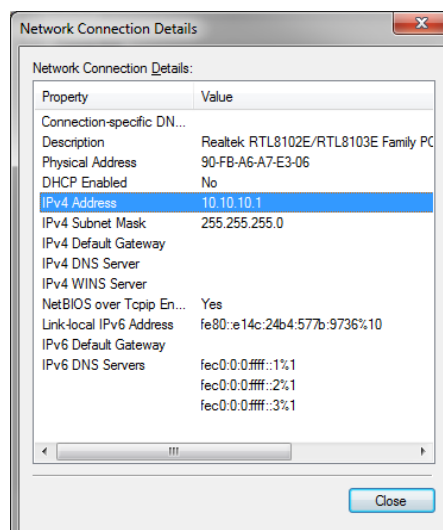 Network Connection Details
Network Connection Details:
Property Value
Connection-specific DN...
Description Realtek RTL8102E/RTL8103E Family PC
Physical Address 90-FB-A6-A7-E3-06
DHCP Enabled No
IPv4 Address 10.10.10.1
IPv4 Subnet Mask 255.255.255.0
IPv4 Default Gateway
IPv4 DNS Server
IPv4 WINS Server
NetBIOS over Tcpip En... Yes
Link-local IPv6 Address fe80::e14c:24b4:577b:9736%10
IPv6 Default Gateway
IPv6 DNS Servers fec0:0:0:ffff::1%1
fec0:0:0:ffff::2%1
fec0:0:0:ffff::3%1
Close